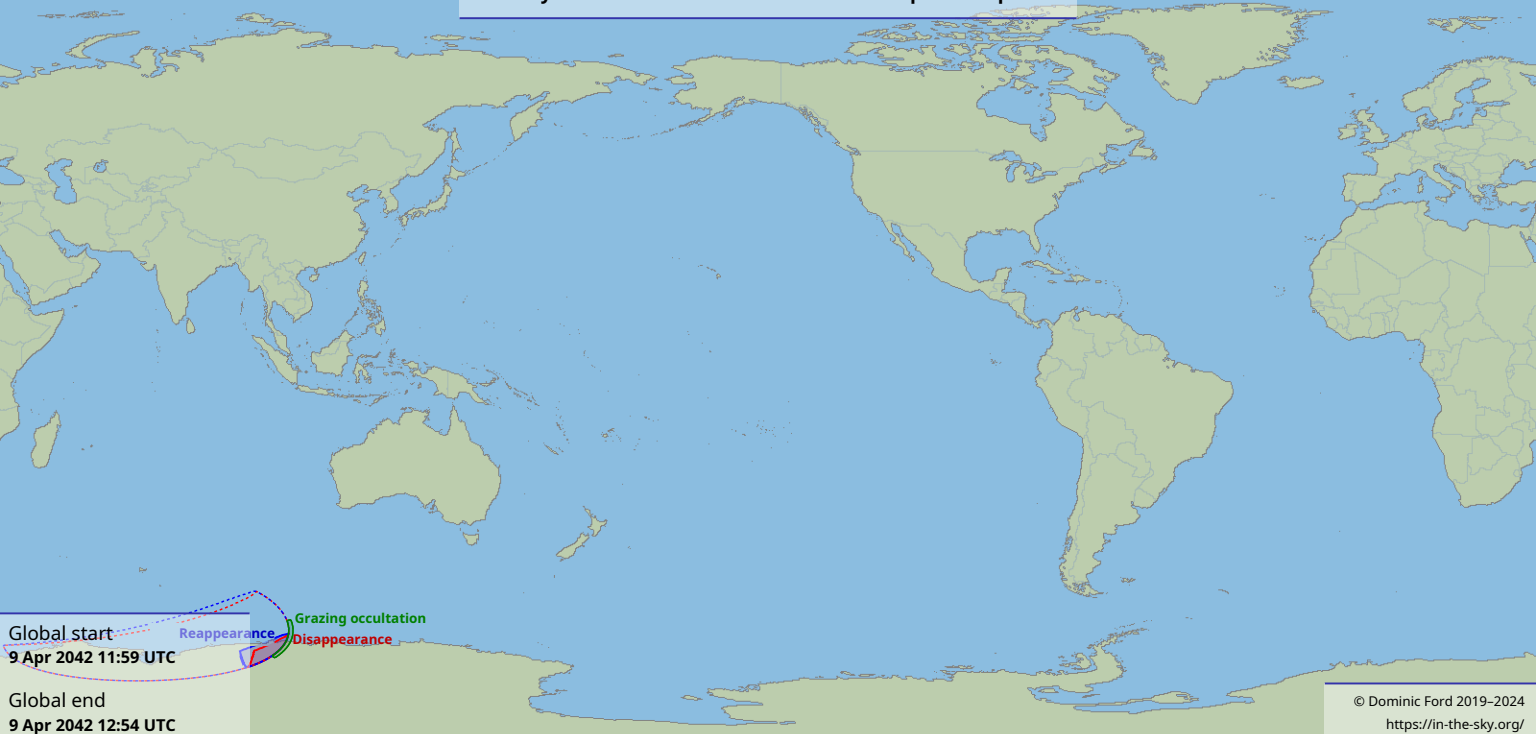 Grazing occultation
Reappearance
Disappearance
Global start
9 Apr 2042 11:59 UTC
Global end
9 Apr 2042 12:54 UTC
© Dominic Ford 2019–2024
https://in-the-sky.org/